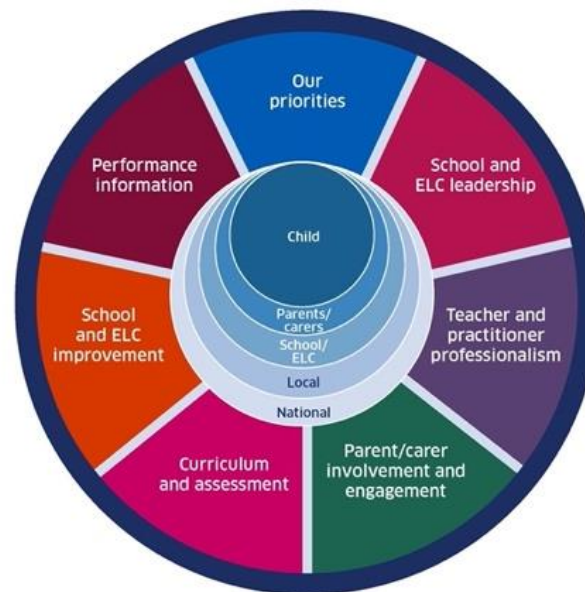 Our
priorities
School and
ELC leadership
Teacher and
practitioner
professionalism
Parent/carer
involvement and
engagement
Curriculum
and assessment
School
and ELC
improvement
Performance
information
Child
Parents/
carers
School/
ELC
Local
National